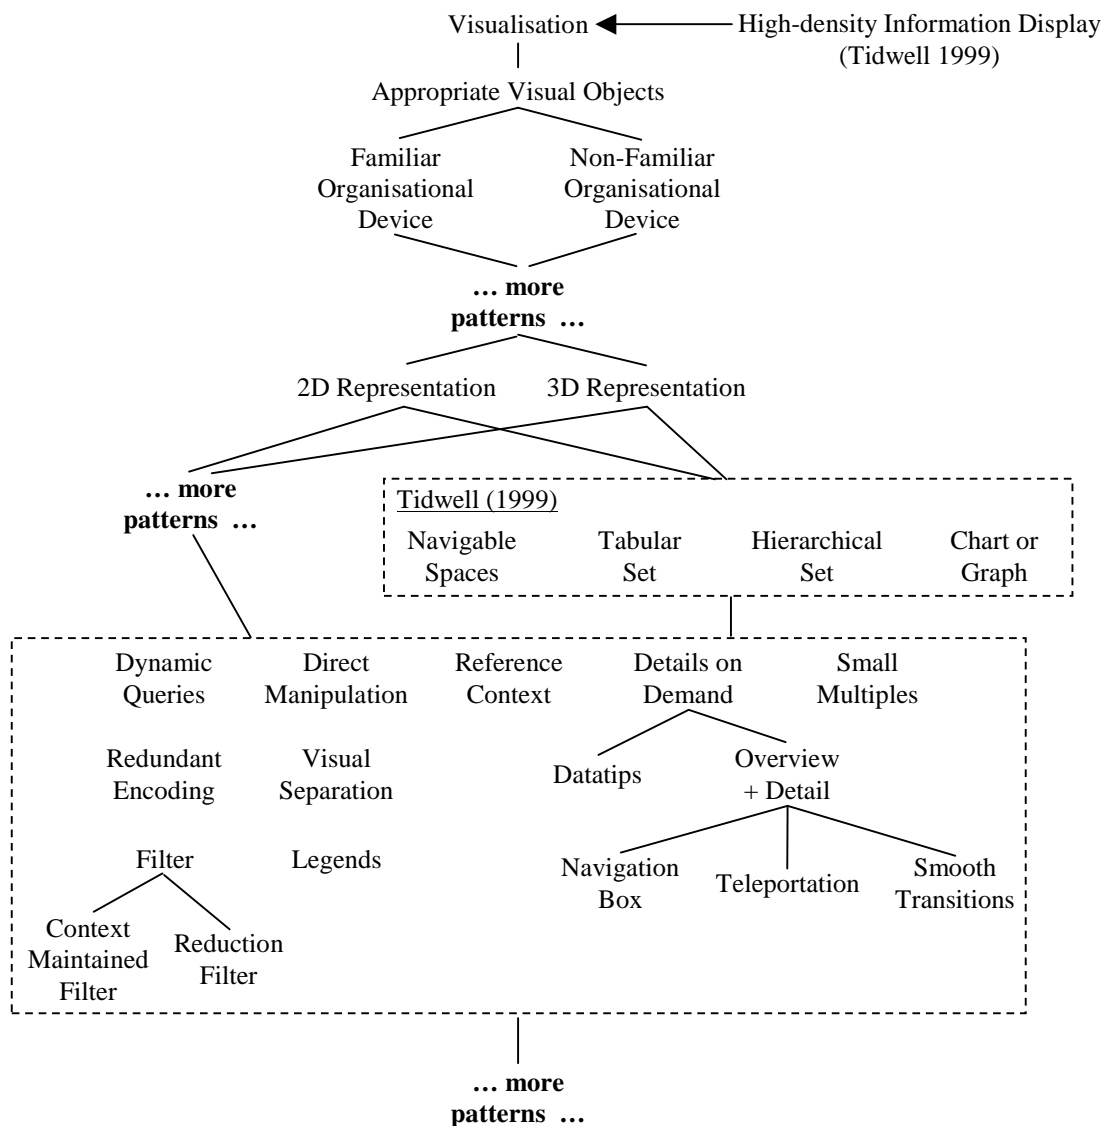 Visualisation
High-density Information Display
(Tidwell 1999)
Appropriate Visual Objects
Familiar
Organisational
Device
Non-Familiar
Organisational
Device
… more
patterns …
2D Representation
3D Representation
… more
patterns …
Tidwell (1999)
Navigable
Spaces
Tabular
Set
Hierarchical
Set
Chart or
Graph
Dynamic
Queries
Direct
Manipulation
Reference
Context
Details on
Demand
Small
Multiples
Redundant
Encoding
Visual
Separation
Datatips
Overview
+ Detail
Filter
Legends
Navigation
Box
Teleportation
Smooth
Transitions
Context
Maintained
Filter
Reduction
Filter
… more
patterns …